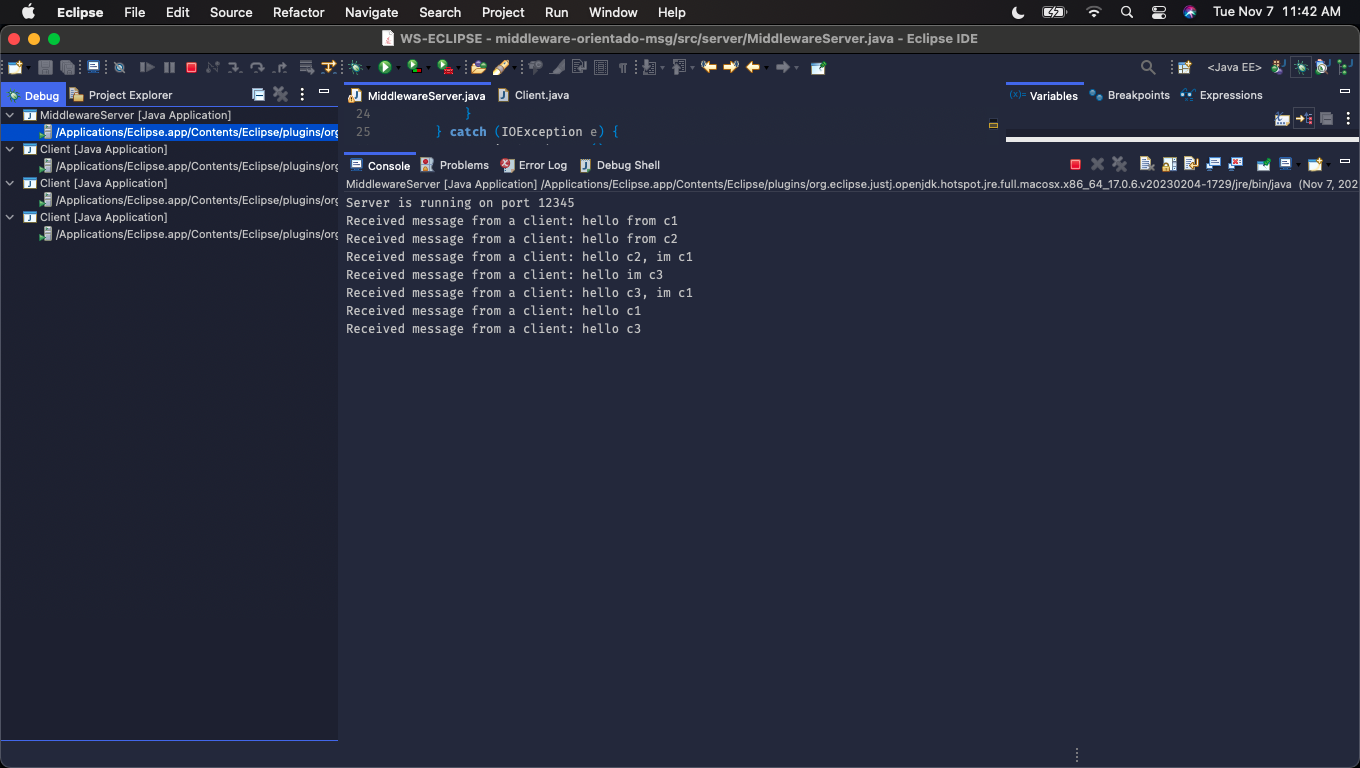 Eclipse File Edit Source Refactor Navigate Search Project Run Window Help Tue Nov 7 11:42 AM
WS-ECLIPSE - middleware-orientado-msg/src/server/MiddlewareServer.java - Eclipse IDE
<Java EE>
Debug Project Explorer
MiddlewareServer [Java Application]
/Applications/Eclipse.app/Contents/Eclipse/plugins/org
Client [Java Application]
/Applications/Eclipse.app/Contents/Eclipse/plugins/org
Client [Java Application]
/Applications/Eclipse.app/Contents/Eclipse/plugins/org
Client [Java Application]
/Applications/Eclipse.app/Contents/Eclipse/plugins/org
MiddlewareServer.java Client.java
24 }
25 } catch (IOException e) {
(x)= Variables Breakpoints Expressions
Console Problems Error Log Debug Shell
MiddlewareServer [Java Application] /Applications/Eclipse.app/Contents/Eclipse/plugins/org.eclipse.justj.openjdk.hotspot.jre.full.macosx.x86_64_17.0.6.v20230204-1729/jre/bin/java (Nov 7, 202
Server is running on port 12345
Received message from a client: hello from c1
Received message from a client: hello from c2
Received message from a client: hello c2, im c1
Received message from a client: hello im c3
Received message from a client: hello c3, im c1
Received message from a client: hello c1
Received message from a client: hello c3